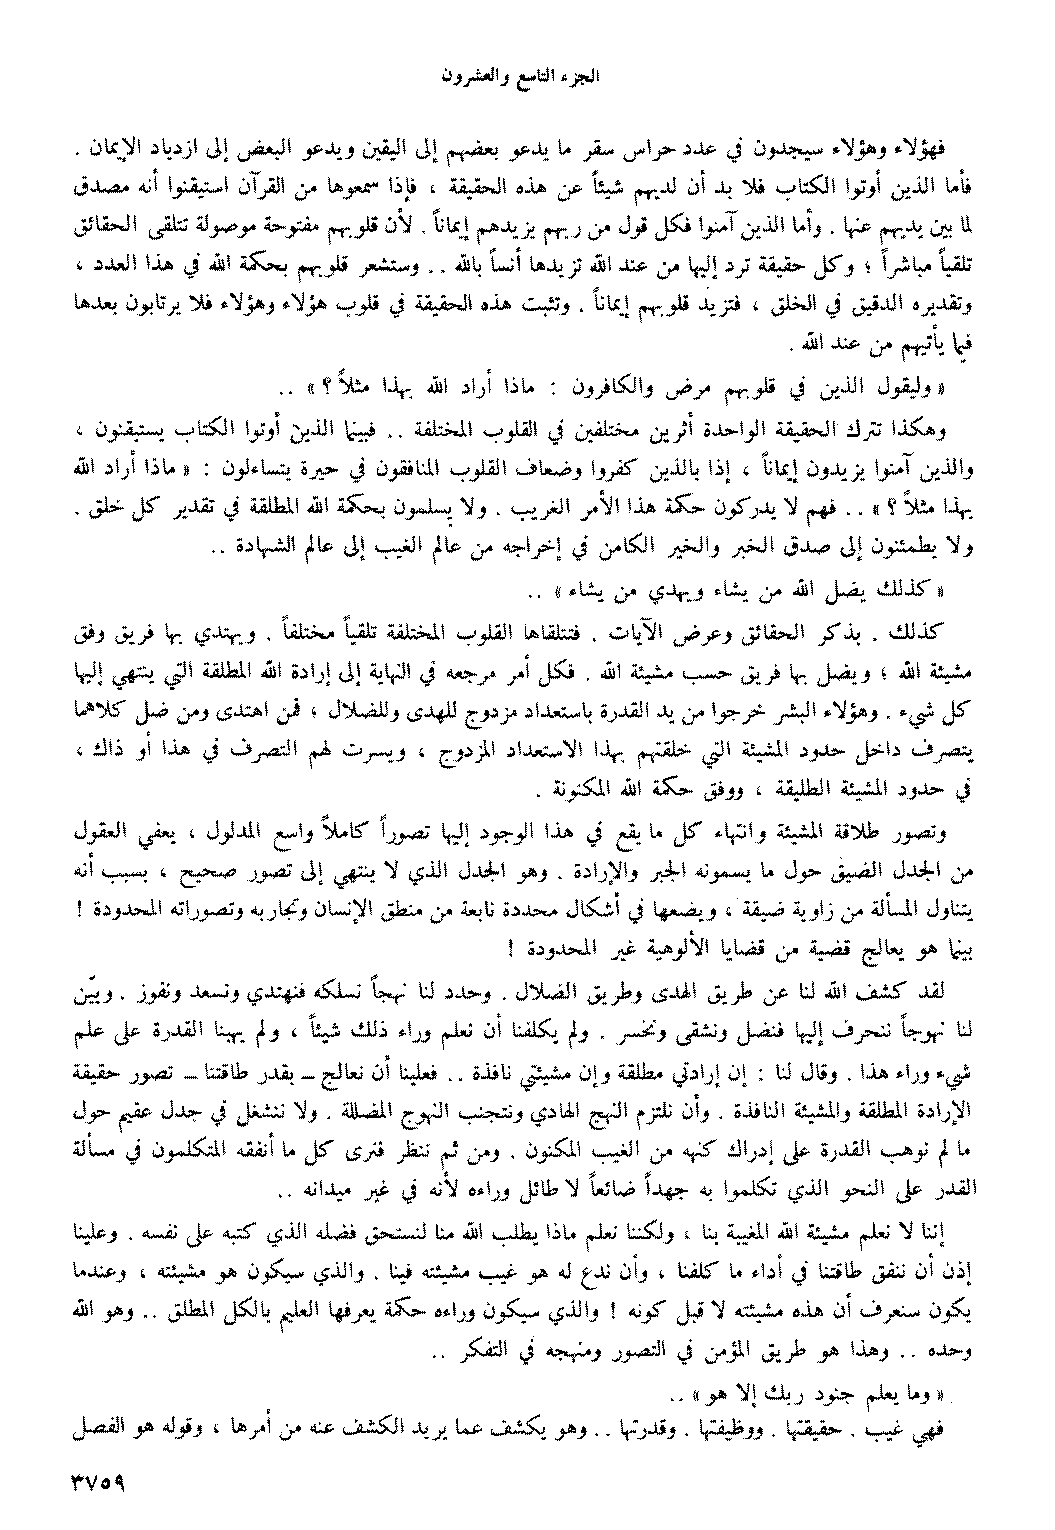 الجزء التاسع والعشرون
فهؤلاء وهؤلاء سيجدون في عدد حراس سقر ما يدعو بعضهم إلى اليقين ويدعو البعض إلى ازدياد الإيمان .
فأما الذين أوتوا الكتاب فلا بد أن لديهم شيئاً عن هذه الحقيقة ، فإذا سمعوها من القرآن استيقنوا أنه مصدق
لما بين يديهم عنها . وأما الذين آمنوا فكل قول من ربهم يزيدهم إيماناً . لأن قلوبهم مفتوحة موصولة تتلقى الحقائق
تلقياً مباشراً ؛ وكل حقيقة ترد إليها من عند الله تزيدها أنساً بالله .. وستشعر قلوبهم بحكمة الله في هذا العدد ،
وتقديره الدقيق في الخلق ، فتزيد قلوبهم إيماناً . وتثبت هذه الحقيقة في قلوب هؤلاء وهؤلاء فلا يرتابون بعدها
فيما يأتيهم من عند الله .
« وليقول الذين في قلوبهم مرض والكافرون : ماذا أراد الله بهذا مثلاً ؟ » ..
وهكذا تترك الحقيقة الواحدة أثرين مختلفين في القلوب المختلفة .. فبينما الذين أوتوا الكتاب يستيقنون ،
والذين آمنوا يزيدون إيماناً ، إذا بالذين كفروا وضعاف القلوب المنافقون في حيرة يتساءلون : « ماذا أراد الله
بهذا مثلاً ؟ » .. فهم لا يدركون حكمة هذا الأمر الغريب . ولا يسلمون بحكمة الله المطلقة في تقدير كل خلق .
ولا يطمئنون إلى صدق الخبر والخير الكامن في إخراجه من عالم الغيب إلى عالم الشهادة ..
« كذلك يضل الله من يشاء ويهدي من يشاء » ..
كذلك . بذكر الحقائق وعرض الآيات . فتتلقاها القلوب المختلفة تلقياً مختلفاً . ويهتدي بها فريق وفق
مشيئة الله ؛ ويضل بها فريق حسب مشيئة الله . فكل أمر مرجعه في النهاية إلى إرادة الله المطلقة التي ينتهي إليها
كل شيء . وهؤلاء البشر خرجوا من يد القدرة باستعداد مزدوج للهدى وللضلال ؛ فمن اهتدى ومن ضل كلاهما
يتصرف داخل حدود المشيئة التي خلقتهم بهذا الاستعداد المزدوج ، ويسرت لهم التصرف في هذا أو ذاك ،
في حدود المشيئة الطليقة ، ووفق حكمة الله المكنونة .
وتصور طلاقة المشيئة وانتهاء كل ما يقع في هذا الوجود إليها تصوراً كاملاً واسع المدلول ، يعفي العقول
من الجدل الضيق حول ما يسمونه الجبر والإرادة . وهو الجدل الذي لا ينتهي إلى تصور صحيح ، بسبب أنه
يتناول المسألة من زاوية ضيقة ، ويضعها في أشكال محددة نابعة من منطق الإنسان وتجاربه وتصوراته المحدودة !
بينما هو يعالج قضية من قضايا الألوهية غير المحدودة !
لقد كشف الله لنا عن طريق الهدى وطريق الضلال . وحدد لنا نهجاً نسلكه فنهتدي ونسعد ونفوز . وبيّن
لنا نهوجاً ننحرف إليها فنضل ونشقى ونخسر . ولم يكلفنا أن نعلم وراء ذلك شيئاً ، ولم يهبنا القدرة على علم
شيء وراء هذا . وقال لنا : إن إرادتي مطلقة وإن مشيئتي نافذة .. فعلينا أن نعالج ــ بقدر طاقتنا ــ تصور حقيقة
الإرادة المطلقة والمشيئة النافذة . وأن نلتزم النهج الهادي ونتجنب النهوج المضللة . ولا ننشغل في جدل عقيم حول
ما لم نوهب القدرة على إدراك كنهه من الغيب المكنون . ومن ثم ننظر فنرى كل ما أنفقه المتكلمون في مسألة
القدر على النحو الذي تكلموا به جهداً ضائعاً لا طائل وراءه لأنه في غير ميدانه ..
إننا لا نعلم مشيئة الله المغيبة بنا ، ولكننا نعلم ماذا يطلب الله منا لنستحق فضله الذي كتبه على نفسه . وعلينا
إذن أن ننفق طاقتنا في أداء ما كلفنا ، وأن ندع له هو غيب مشيئته فينا . والذي سيكون هو مشيئته ، وعندما
يكون سنعرف أن هذه مشيئته لا قبل كونه ! والذي سيكون وراءه حكمة يعرفها العليم بالكل المطلق .. وهو الله
وحده .. وهذا هو طريق المؤمن في التصور ومنهجه في التفكر ..
« وما يعلم جنود ربك إلا هو » ..
فهي غيب . حقيقتها . ووظيفتها . وقدرتها .. وهو يكشف عما يريد الكشف عنه من أمرها ، وقوله هو الفصل
٣٧٥٩